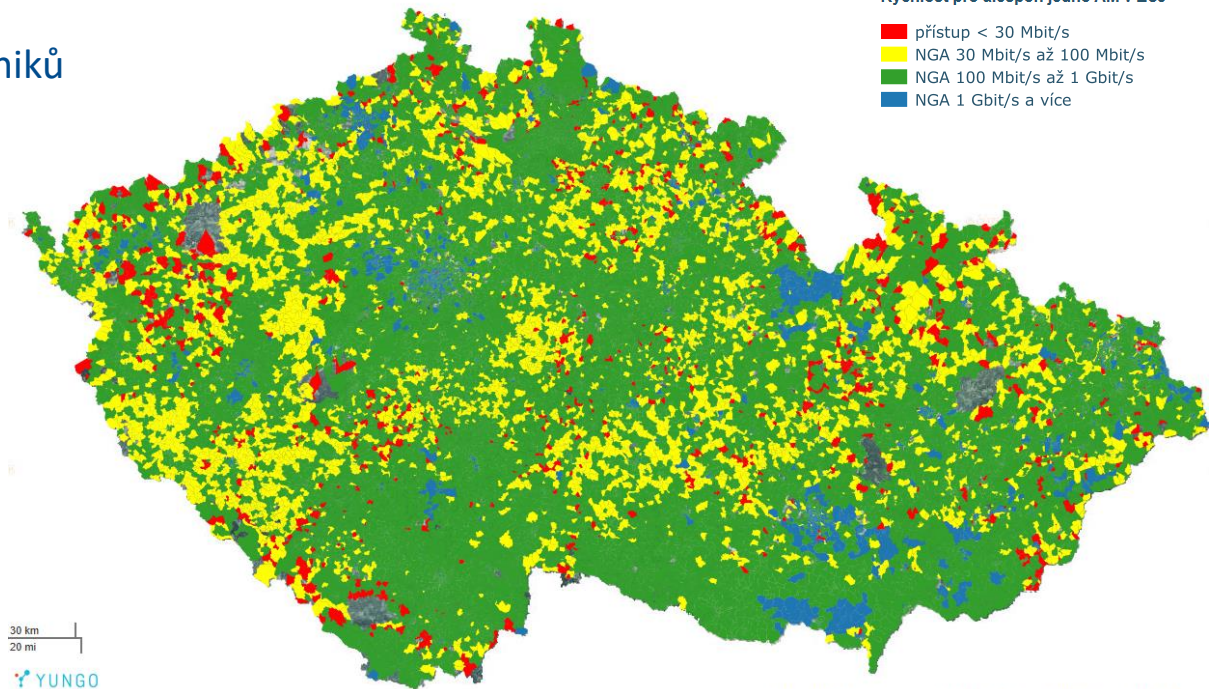 niků
přístup < 30 Mbit/s
NGA 30 Mbit/s až 100 Mbit/s
NGA 100 Mbit/s až 1 Gbit/s
NGA 1 Gbit/s a více
30 km
20 mi
YUNGO